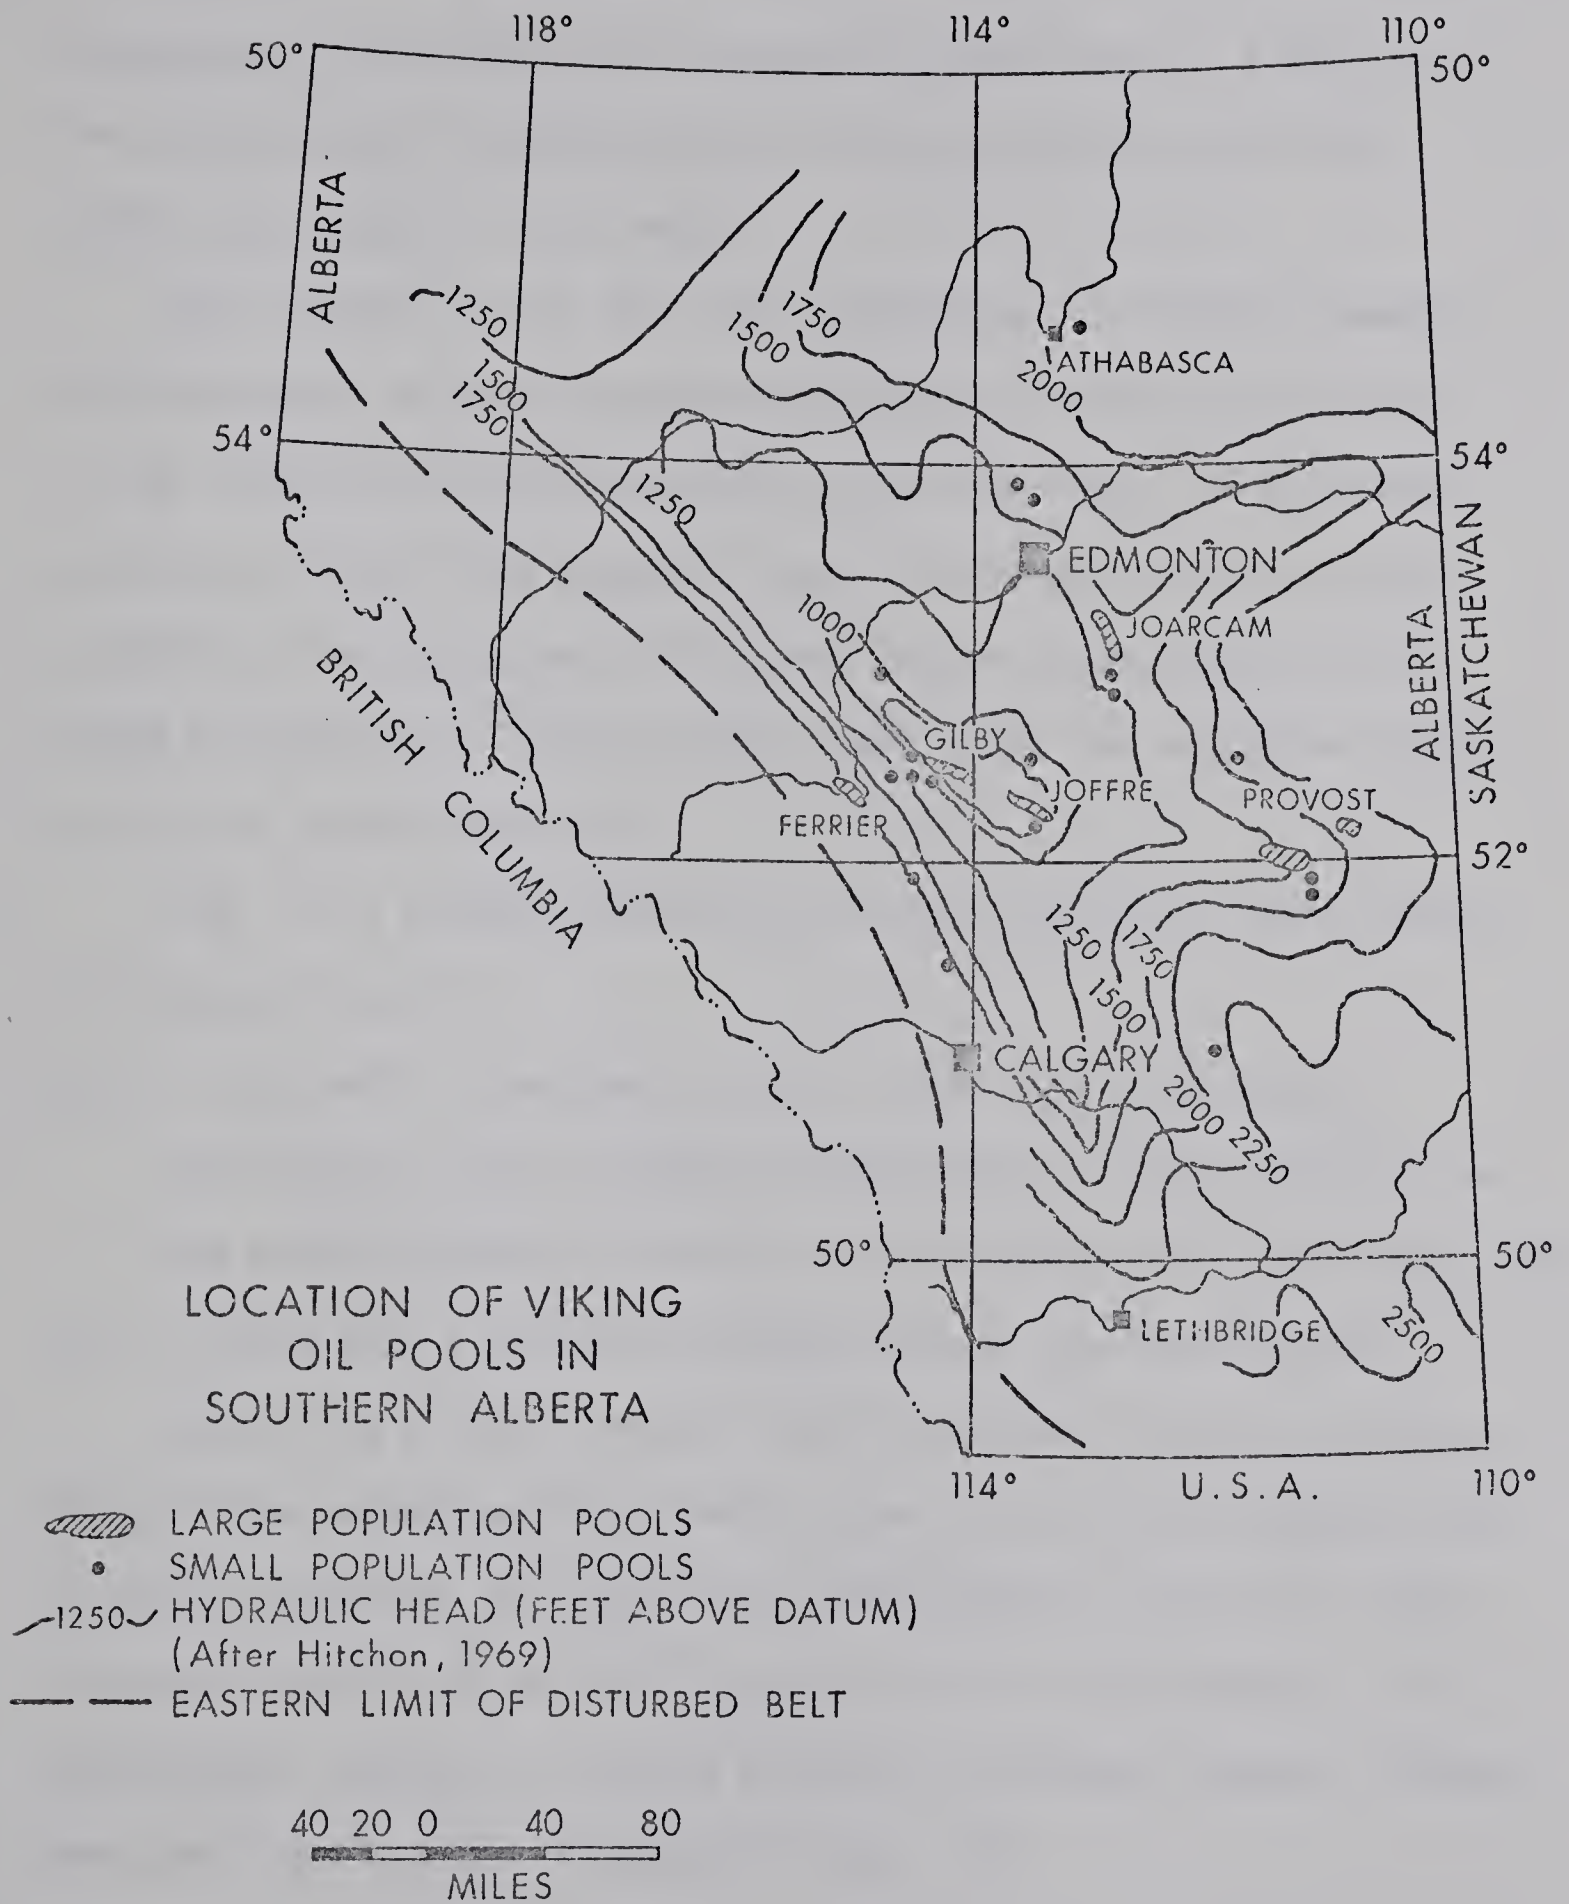 118° 114° 110°
50° 50°
ALBERTA
1250
1750
1500
ATHABASCA
2000
1500
1750
54° 54°
1250
EDMONTON
SASKATCHEWAN
ALBERTA
1000
JOARCAM
BRITISH
COLUMBIA
GILBY
JOFFRE
PROVOST
FERRIER
52°
1250
1750
1500
CALGARY
2000
2250
50° 50°
LETHBRIDGE
2500
114° U.S.A. 110°
LOCATION OF VIKING
OIL POOLS IN
SOUTHERN ALBERTA
LARGE POPULATION POOLS
SMALL POPULATION POOLS
1250 HYDRAULIC HEAD (FEET ABOVE DATUM)
(After Hitchon, 1969)
EASTERN LIMIT OF DISTURBED BELT
40 20 0 40 80
MILES